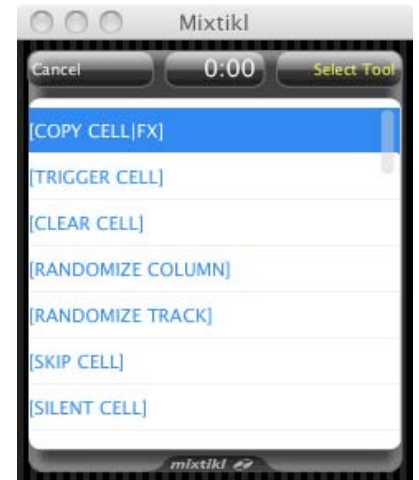 Mixtikl
Cancel 0:00 Select Tool
[COPY CELL|FX]
[TRIGGER CELL]
[CLEAR CELL]
[RANDOMIZE COLUMN]
[RANDOMIZE TRACK]
[SKIP CELL]
[SILENT CELL]
mixtikl